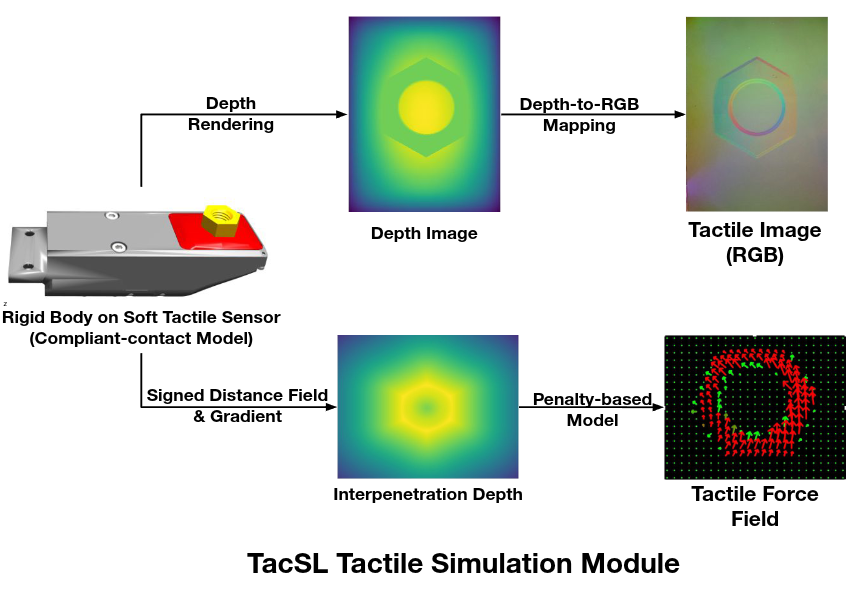 Depth
Rendering
Depth-to-RGB
Mapping
Depth Image
Tactile Image
(RGB)
z
Rigid Body on Soft Tactile Sensor
(Compliant-contact Model)
Signed Distance Field
& Gradient
Penalty-based
Model
Interpenetration Depth
Tactile Force
Field
TacSL Tactile Simulation Module